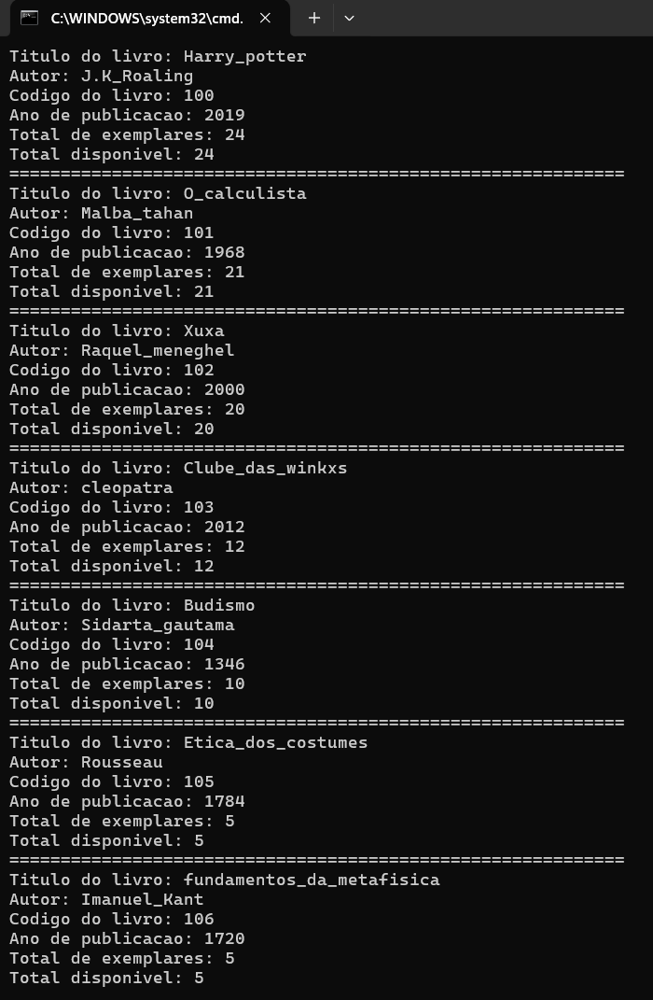 C:\WINDOWS\system32\cmd.
Titulo do livro: Harry_potter
Autor: J.K_Roaling
Codigo do livro: 100
Ano de publicacao: 2019
Total de exemplares: 24
Total disponivel: 24
============================================================
Titulo do livro: O_calculista
Autor: Malba_tahan
Codigo do livro: 101
Ano de publicacao: 1968
Total de exemplares: 21
Total disponivel: 21
============================================================
Titulo do livro: Xuxa
Autor: Raquel_meneghel
Codigo do livro: 102
Ano de publicacao: 2000
Total de exemplares: 20
Total disponivel: 20
============================================================
Titulo do livro: Clube_das_winkxs
Autor: cleopatra
Codigo do livro: 103
Ano de publicacao: 2012
Total de exemplares: 12
Total disponivel: 12
============================================================
Titulo do livro: Budismo
Autor: Sidarta_gautama
Codigo do livro: 104
Ano de publicacao: 1346
Total de exemplares: 10
Total disponivel: 10
============================================================
Titulo do livro: Etica_dos_costumes
Autor: Rousseau
Codigo do livro: 105
Ano de publicacao: 1784
Total de exemplares: 5
Total disponivel: 5
============================================================
Titulo do livro: fundamentos_da_metafisica
Autor: Imanuel_Kant
Codigo do livro: 106
Ano de publicacao: 1720
Total de exemplares: 5
Total disponivel: 5